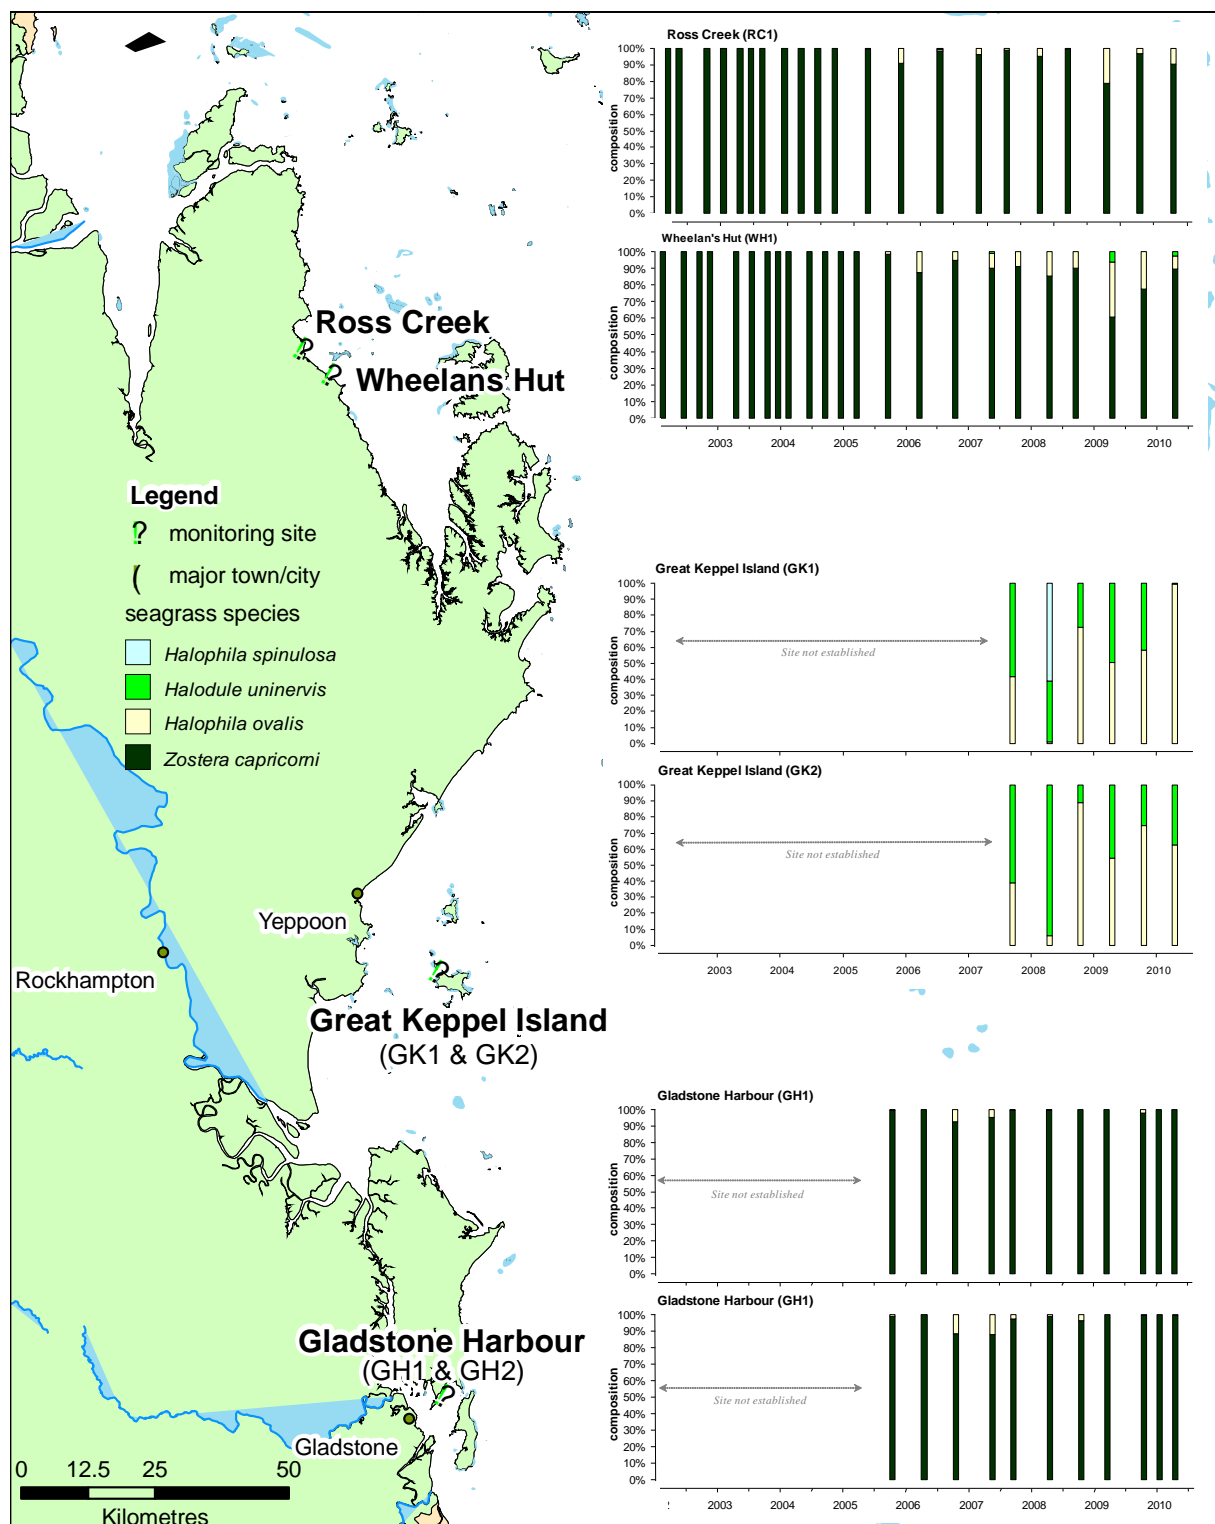 Ross Creek
Wheelans Hut
Legend
monitoring site
major town/city
seagrass species
Halophila spinulosa
Halodule uninervis
Halophila ovalis
Zostera capricorni
Yeppoon
Rockhampton
Great Keppel Island
(GK1 & GK2)
Gladstone Harbour
(GH1 & GH2)
Gladstone
0 12.5 25 50
Kilometres
Ross Creek (RC1)
composition
100%
90%
80%
70%
60%
50%
40%
30%
20%
10%
0%
Wheelan's Hut (WH1)
composition
100%
90%
80%
70%
60%
50%
40%
30%
20%
10%
0%
2003 2004 2005 2006 2007 2008 2009 2010
Great Keppel Island (GK1)
composition
100%
90%
80%
70%
60%
50%
40%
30%
20%
10%
0%
Site not established
Great Keppel Island (GK2)
composition
100%
90%
80%
70%
60%
50%
40%
30%
20%
10%
0%
Site not established
2003 2004 2005 2006 2007 2008 2009 2010
Gladstone Harbour (GH1)
composition
100%
90%
80%
70%
60%
50%
40%
30%
20%
10%
0%
Site not established
Gladstone Harbour (GH1)
composition
100%
90%
80%
70%
60%
50%
40%
30%
20%
10%
0%
Site not established
2003 2004 2005 2006 2007 2008 2009 2010